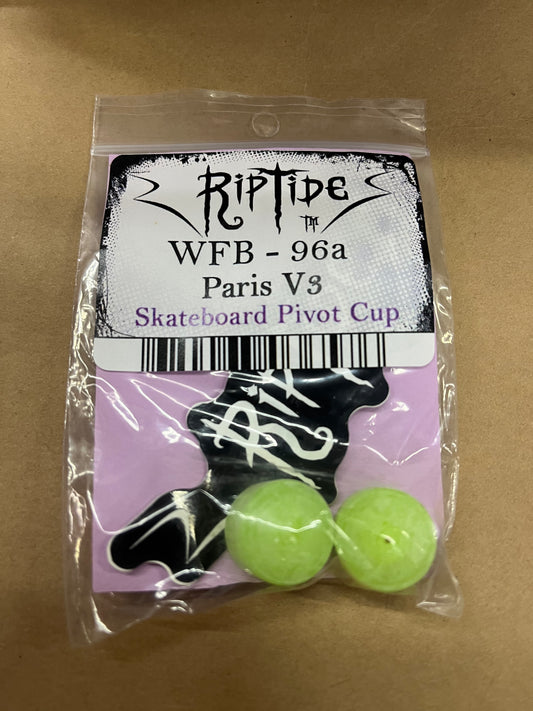 RIPTIDE
TM
WFB - 96a
Paris V3
Skateboard Pivot Cup